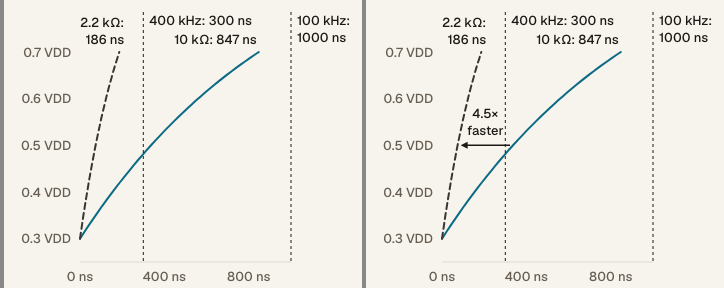 2.2 kΩ:
186 ns
400 kHz: 300 ns
10 kΩ: 847 ns
100 kHz:
1000 ns
0.7 VDD
0.6 VDD
0.5 VDD
0.4 VDD
0.3 VDD
0 ns
400 ns
800 ns
2.2 kΩ:
186 ns
400 kHz: 300 ns
10 kΩ: 847 ns
100 kHz:
1000 ns
0.7 VDD
0.6 VDD
4.5×
faster
0.5 VDD
0.4 VDD
0.3 VDD
0 ns
400 ns
800 ns